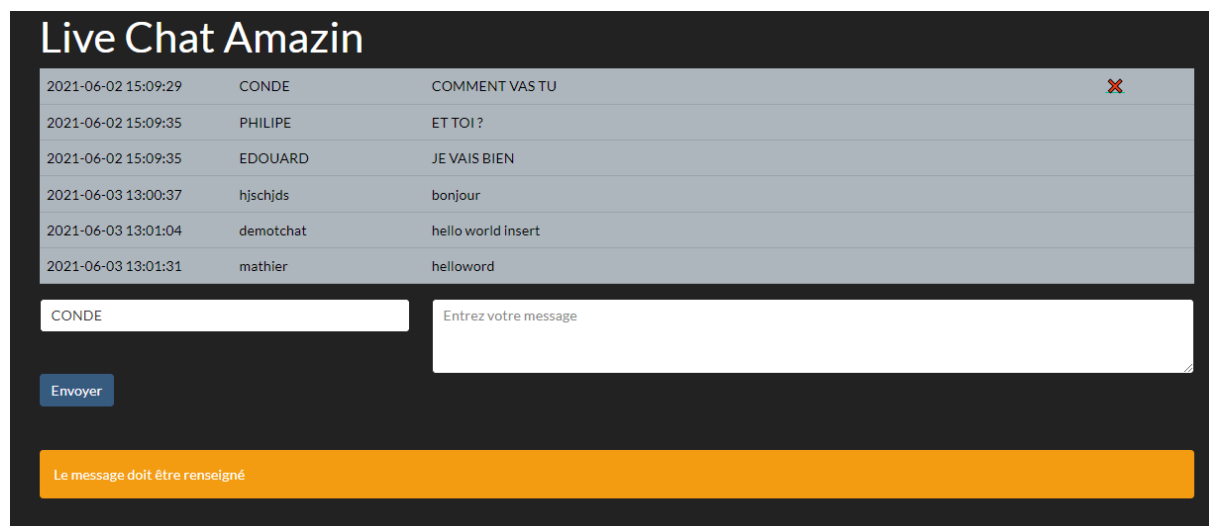 Live Chat Amazin
2021-06-02 15:09:29 CONDE COMMENT VAS TU
2021-06-02 15:09:35 PHILIPE ET TOI ?
2021-06-02 15:09:35 EDOUARD JE VAIS BIEN
2021-06-03 13:00:37 hjschjds bonjour
2021-06-03 13:01:04 demotchat hello world insert
2021-06-03 13:01:31 mathier helloword
CONDE Entrez votre message
Envoyer
Le message doit être renseigné